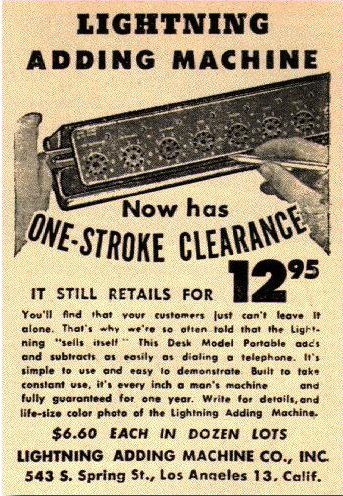 LIGHTNING
ADDING MACHINE
Now has
ONE-STROKE CLEARANCE
IT STILL RETAILS FOR 12 95
You'll find that your customers just can't leave it
alone. That's why we're so often told that the Light-
ning "sells itself" This Desk Model Portable adds
and subtracts as easily as dialing a telephone. It's
simple to use and easy to demonstrate. Built to take
constant use, it's every inch a man's machine and
fully guaranteed for one year. Write for details, and
life-size color photo of the Lightning Adding Machine.
$6.60 EACH IN DOZEN LOTS
LIGHTNING ADDING MACHINE CO., INC.
543 S. Spring St., Los Angeles 13, Calif.